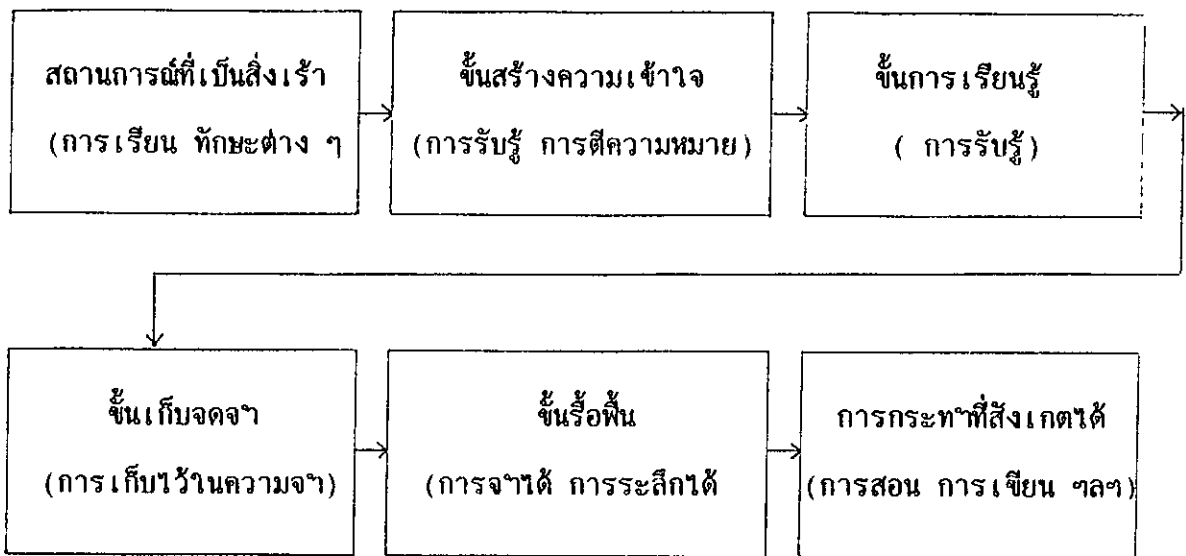 สถานการณ์ที่เป็นสิ่งเร้า
(การเรียน ทักษะต่าง ๆ
ขั้นสร้างความเข้าใจ
(การรับรู้ การตีความหมาย)
ขั้นการเรียนรู้
( การรับรู้)
ขั้นเก็บจดจำ
(การเก็บไว้ในความจำ)
ขั้นรื้อฟื้น
(การจำได้ การระลึกได้
การกระทำที่สังเกตได้
(การสอน การเขียน ฯลฯ)